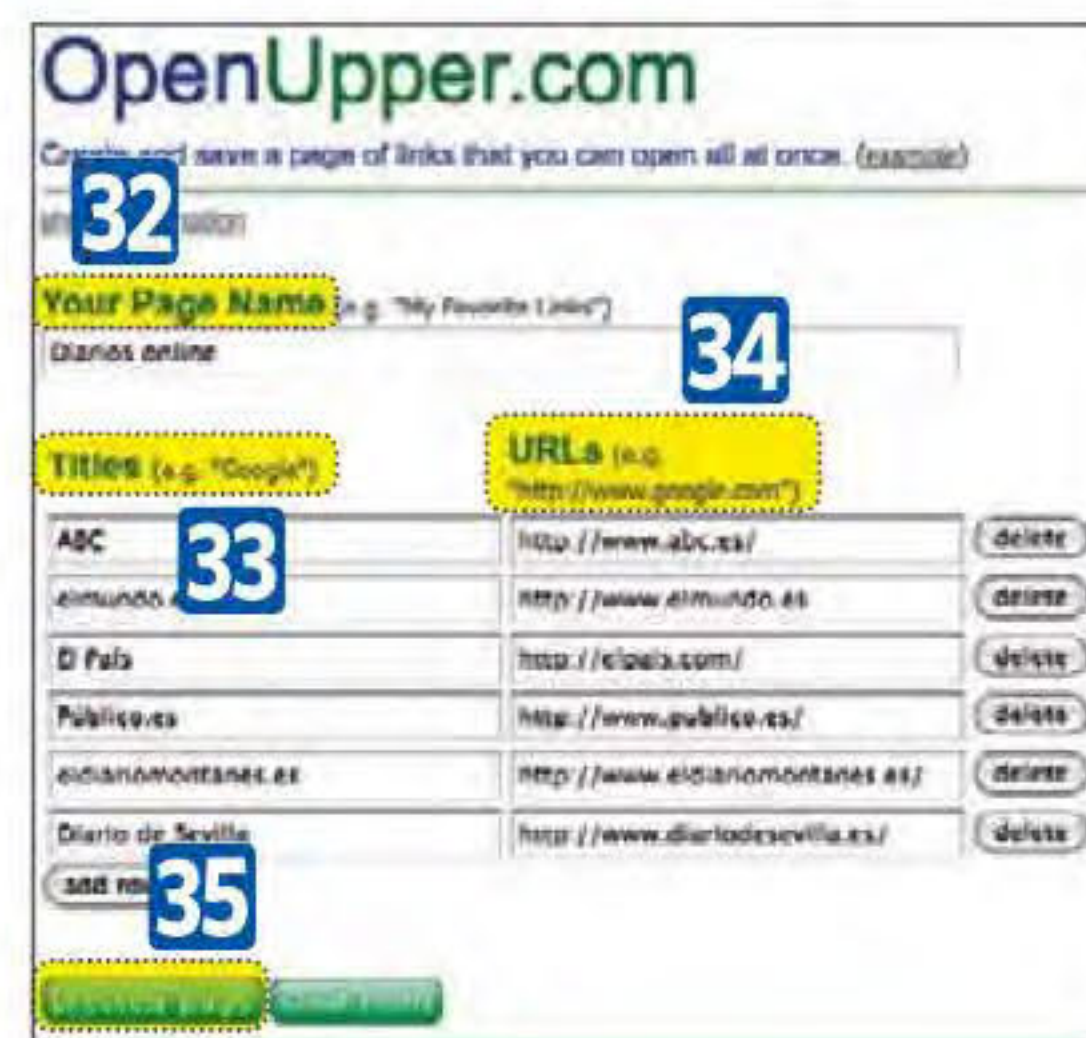 OpenUpper.com
Create and save a page of links that you can open all at once. (example)
32
Your Page Name (e.g. "My Favorite Links")
34
Diarios online
Titles (e.g. "Google")
URLs (e.g.
"http://www.google.com")
ABC http://www.abc.es/ delete
33
elmundo http://www.elmundo.es delete
El País http://elpais.com/ delete
Público.es http://www.publico.es/ delete
eldiariomontanes.es http://www.eldiariomontanes.es/ delete
Diario de Sevilla http://www.diariodesevilla.es/ delete
add
35